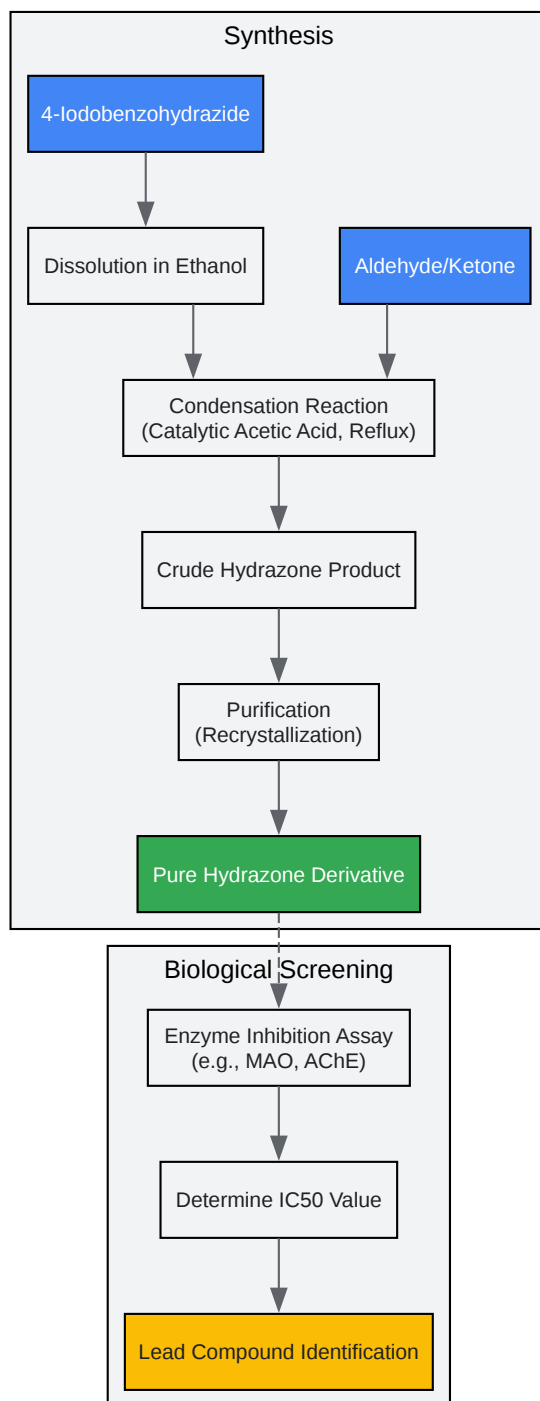 Synthesis
4-Iodobenzohydrazide
Dissolution in Ethanol
Aldehyde/Ketone
Condensation Reaction
(Catalytic Acetic Acid, Reflux)
Crude Hydrazone Product
Purification
(Recrystallization)
Pure Hydrazone Derivative
Biological Screening
Enzyme Inhibition Assay
(e.g., MAO, AChE)
Determine IC50 Value
Lead Compound Identification